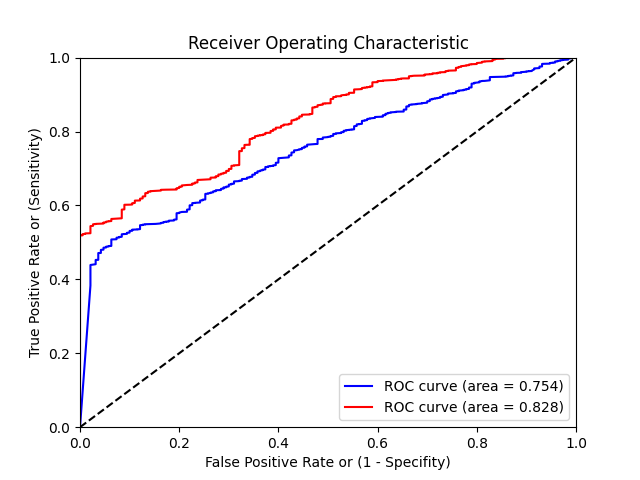 Receiver Operating Characteristic
1.0
0.8
0.6
0.4
0.2
0.0
True Positive Rate or (Sensitivity)
ROC curve (area = 0.754)
ROC curve (area = 0.828)
0.0 0.2 0.4 0.6 0.8 1.0
False Positive Rate or (1 - Specifity)